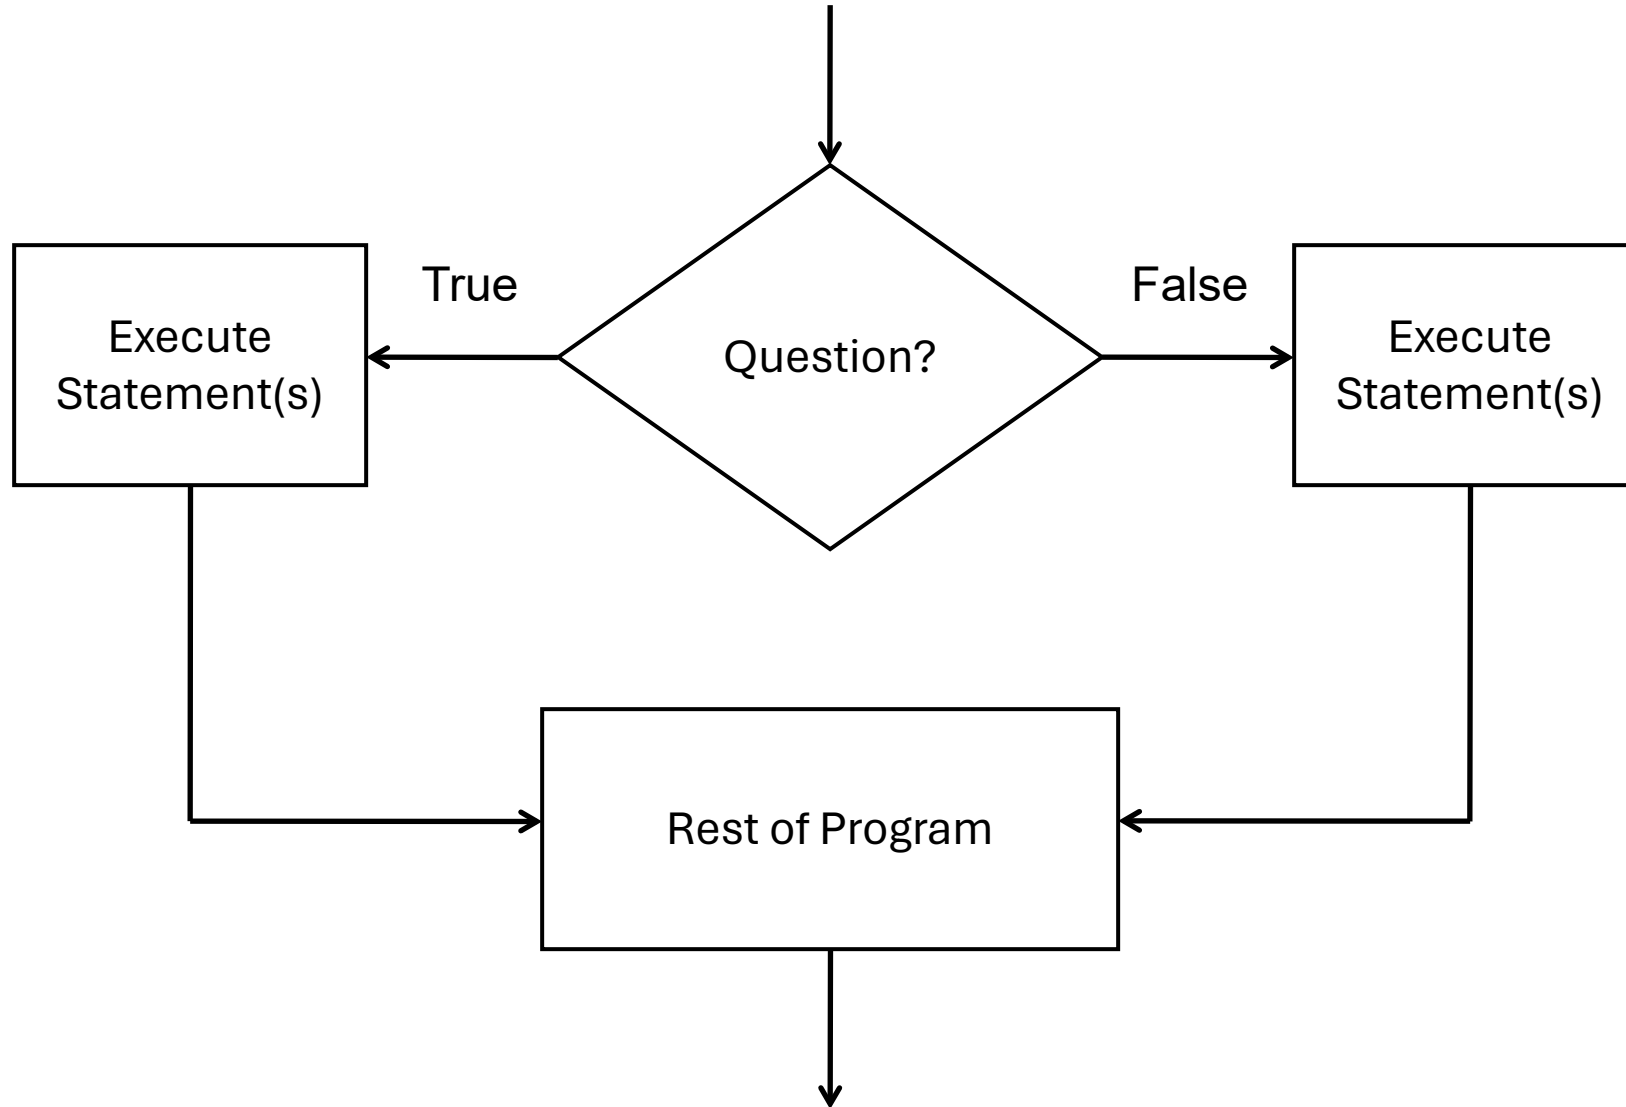 True
False
Execute
Statement(s)
Question?
Execute
Statement(s)
Rest of Program